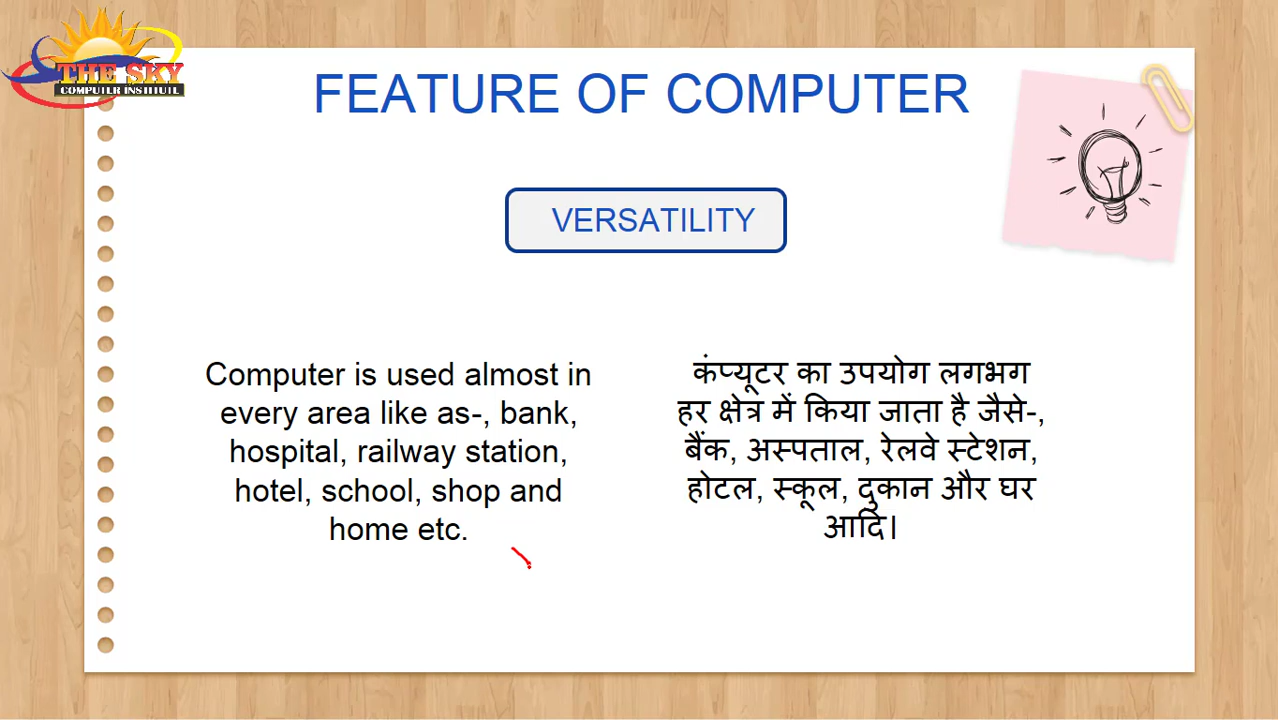 THE SKY
COMPUTER INSTITUTE
FEATURE OF COMPUTER
VERSATILITY
Computer is used almost in
every area like as-, bank,
hospital, railway station,
hotel, school, shop and
home etc.
कंप्यूटर का उपयोग लगभग
हर क्षेत्र में किया जाता है जैसे-,
बैंक, अस्पताल, रेलवे स्टेशन,
होटल, स्कूल, दुकान और घर
आदि।